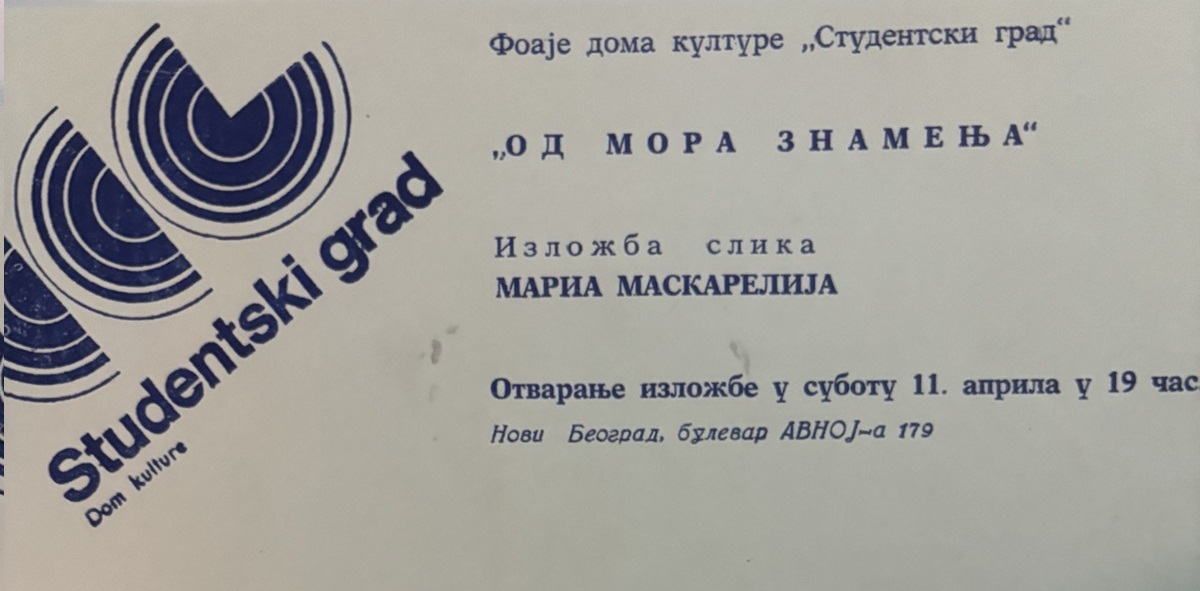 Studentski grad
Dom kulture
Фоаје дома културе „Студентски град“
„ОД МОРА ЗНАМЕЊА“
Изложба слика
МАРИА МАСКАРЕЛИЈА
Отварање изложбе у суботу 11. априла у 19 час
Нови Београд, булевар АВНОЈ-а 179